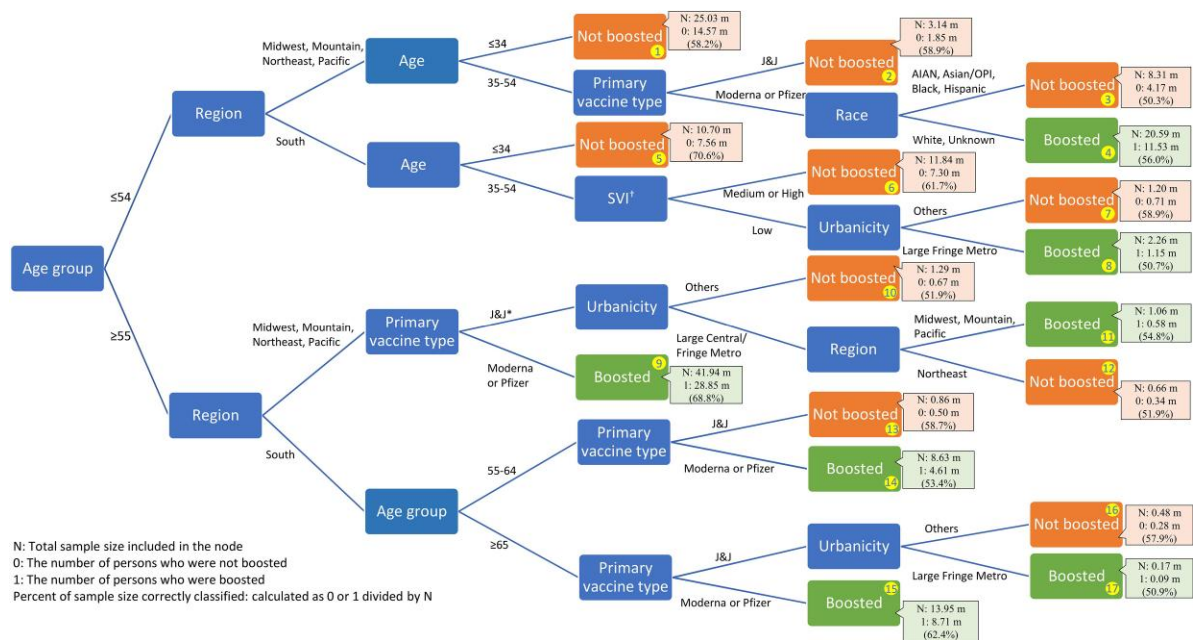 Age group
≤54
≥55
Region
Midwest, Mountain,
Northeast, Pacific
South
Age
≤34
35-54
Not boosted
1
N: 25.03 m
0: 14.57 m
(58.2%)
Primary
vaccine type
J&J
Moderna or Pfizer
Not boosted
2
N: 3.14 m
0: 1.85 m
(58.9%)
Race
AIAN, Asian/OPI,
Black, Hispanic
White, Unknown
Not boosted
3
N: 8.31 m
0: 4.17 m
(50.3%)
Boosted
4
N: 20.59 m
1: 11.53 m
(56.0%)
Age
≤34
35-54
Not boosted
5
N: 10.70 m
0: 7.56 m
(70.6%)
SVI†
Medium or High
Low
Not boosted
6
N: 11.84 m
0: 7.30 m
(61.7%)
Urbanicity
Others
Large Fringe Metro
Not boosted
7
N: 1.20 m
0: 0.71 m
(58.9%)
Boosted
8
N: 2.26 m
1: 1.15 m
(50.7%)
Region
Midwest, Mountain,
Northeast, Pacific
South
Primary
vaccine type
J&J*
Moderna
or Pfizer
Boosted
9
N: 41.94 m
1: 28.85 m
(68.8%)
Urbanicity
Others
Large Central/
Fringe Metro
Not boosted
10
N: 1.29 m
0: 0.67 m
(51.9%)
Region
Midwest, Mountain,
Pacific
Northeast
Boosted
11
N: 1.06 m
1: 0.58 m
(54.8%)
Not boosted
12
N: 0.66 m
0: 0.34 m
(51.9%)
Age group
55-64
≥65
Primary
vaccine type
J&J
Moderna or Pfizer
Not boosted
13
N: 0.86 m
0: 0.50 m
(58.7%)
Boosted
14
N: 8.63 m
1: 4.61 m
(53.4%)
Primary
vaccine type
J&J
Moderna or Pfizer
Urbanicity
Others
Large Fringe Metro
Boosted
15
N: 13.95 m
1: 8.71 m
(62.4%)
Not boosted
16
N: 0.48 m
0: 0.28 m
(57.9%)
Boosted
17
N: 0.17 m
1: 0.09 m
(50.9%)
N: Total sample size included in the node
0: The number of persons who were not boosted
1: The number of persons who were boosted
Percent of sample size correctly classified: calculated as 0 or 1 divided by N